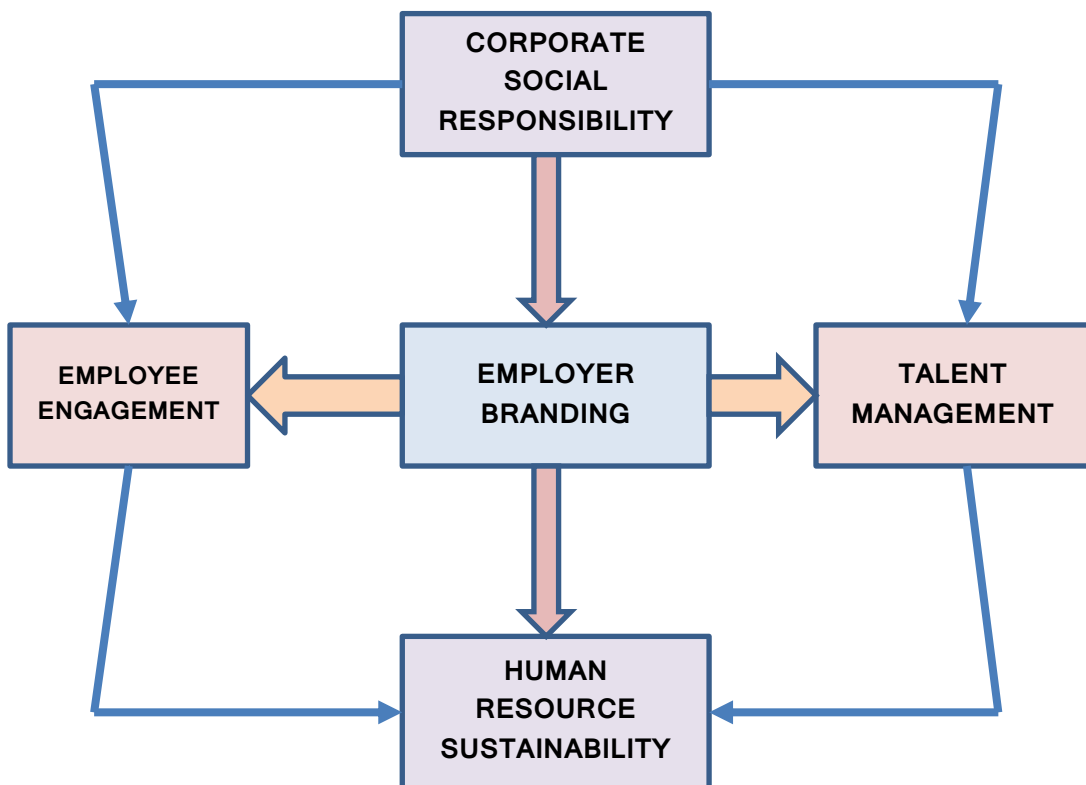 CORPORATE
SOCIAL
RESPONSIBILITY
EMPLOYEE
ENGAGEMENT
EMPLOYER
BRANDING
TALENT
MANAGEMENT
HUMAN
RESOURCE
SUSTAINABILITY